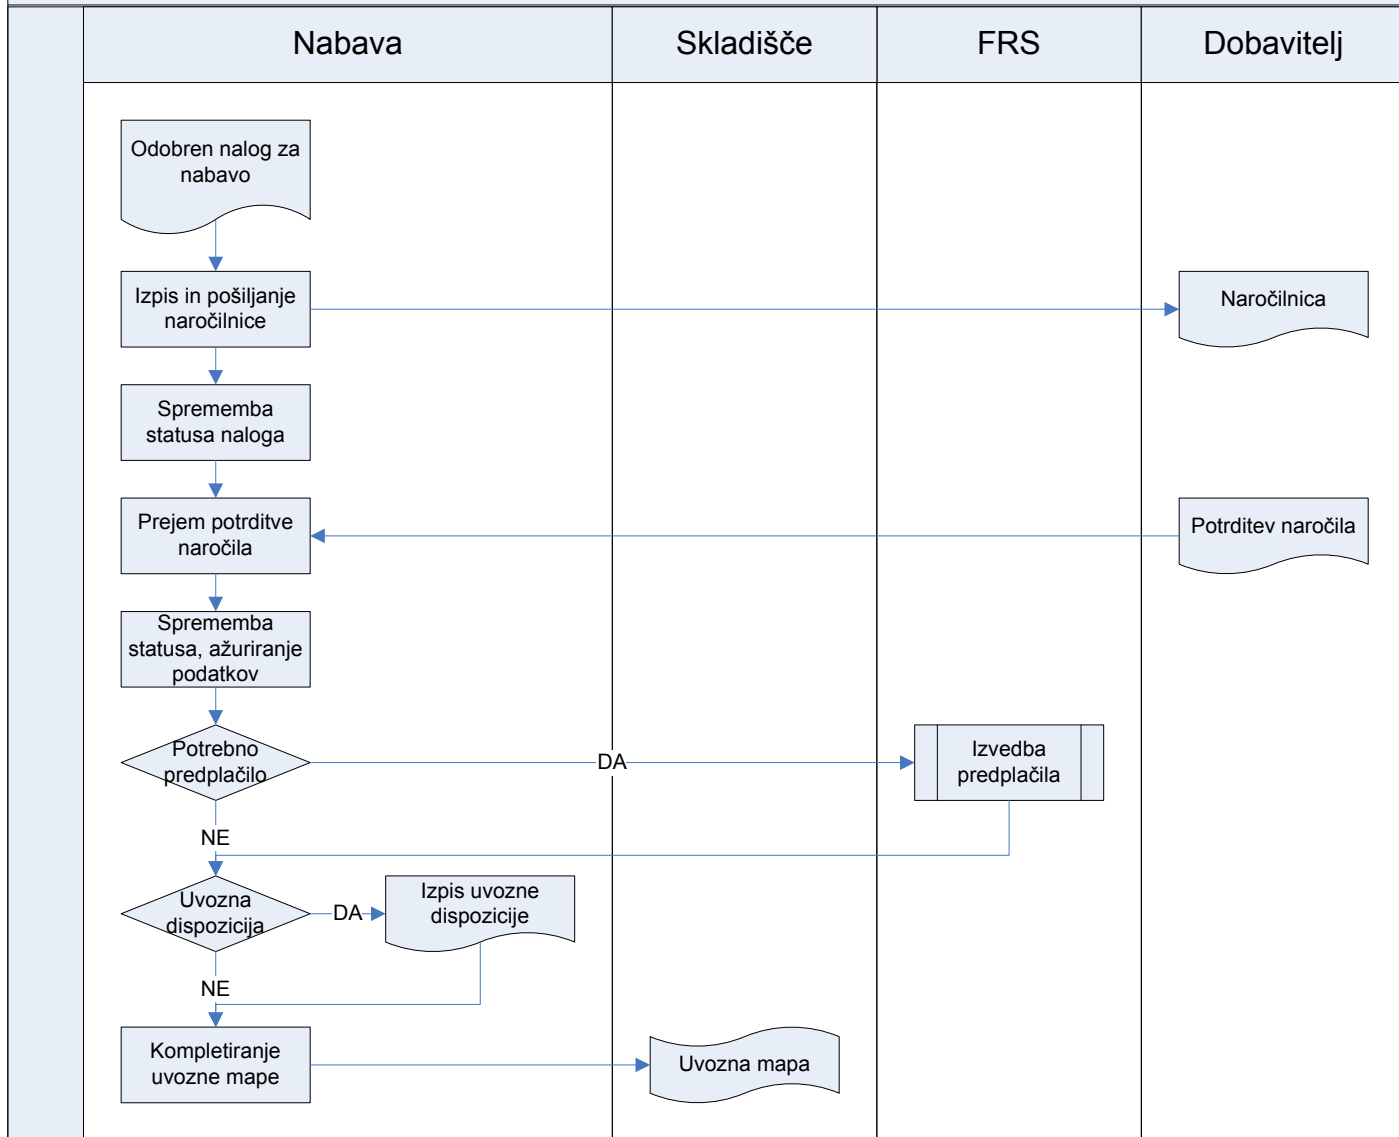 Nabava
Skladišče
FRS
Dobavitelj
Odobren nalog za
nabavo
Izpis in pošiljanje
naročilnice
Naročilnica
Sprememba
statusa naloga
Prejem potrditve
naročila
Potrditev naročila
Sprememba
statusa, ažuriranje
podatkov
Potrebno
predplačilo
DA
Izvedba
predplačila
NE
Uvozna
dispozicija
DA
Izpis uvozne
dispozicije
NE
Kompletiranje
uvozne mape
Uvozna mapa